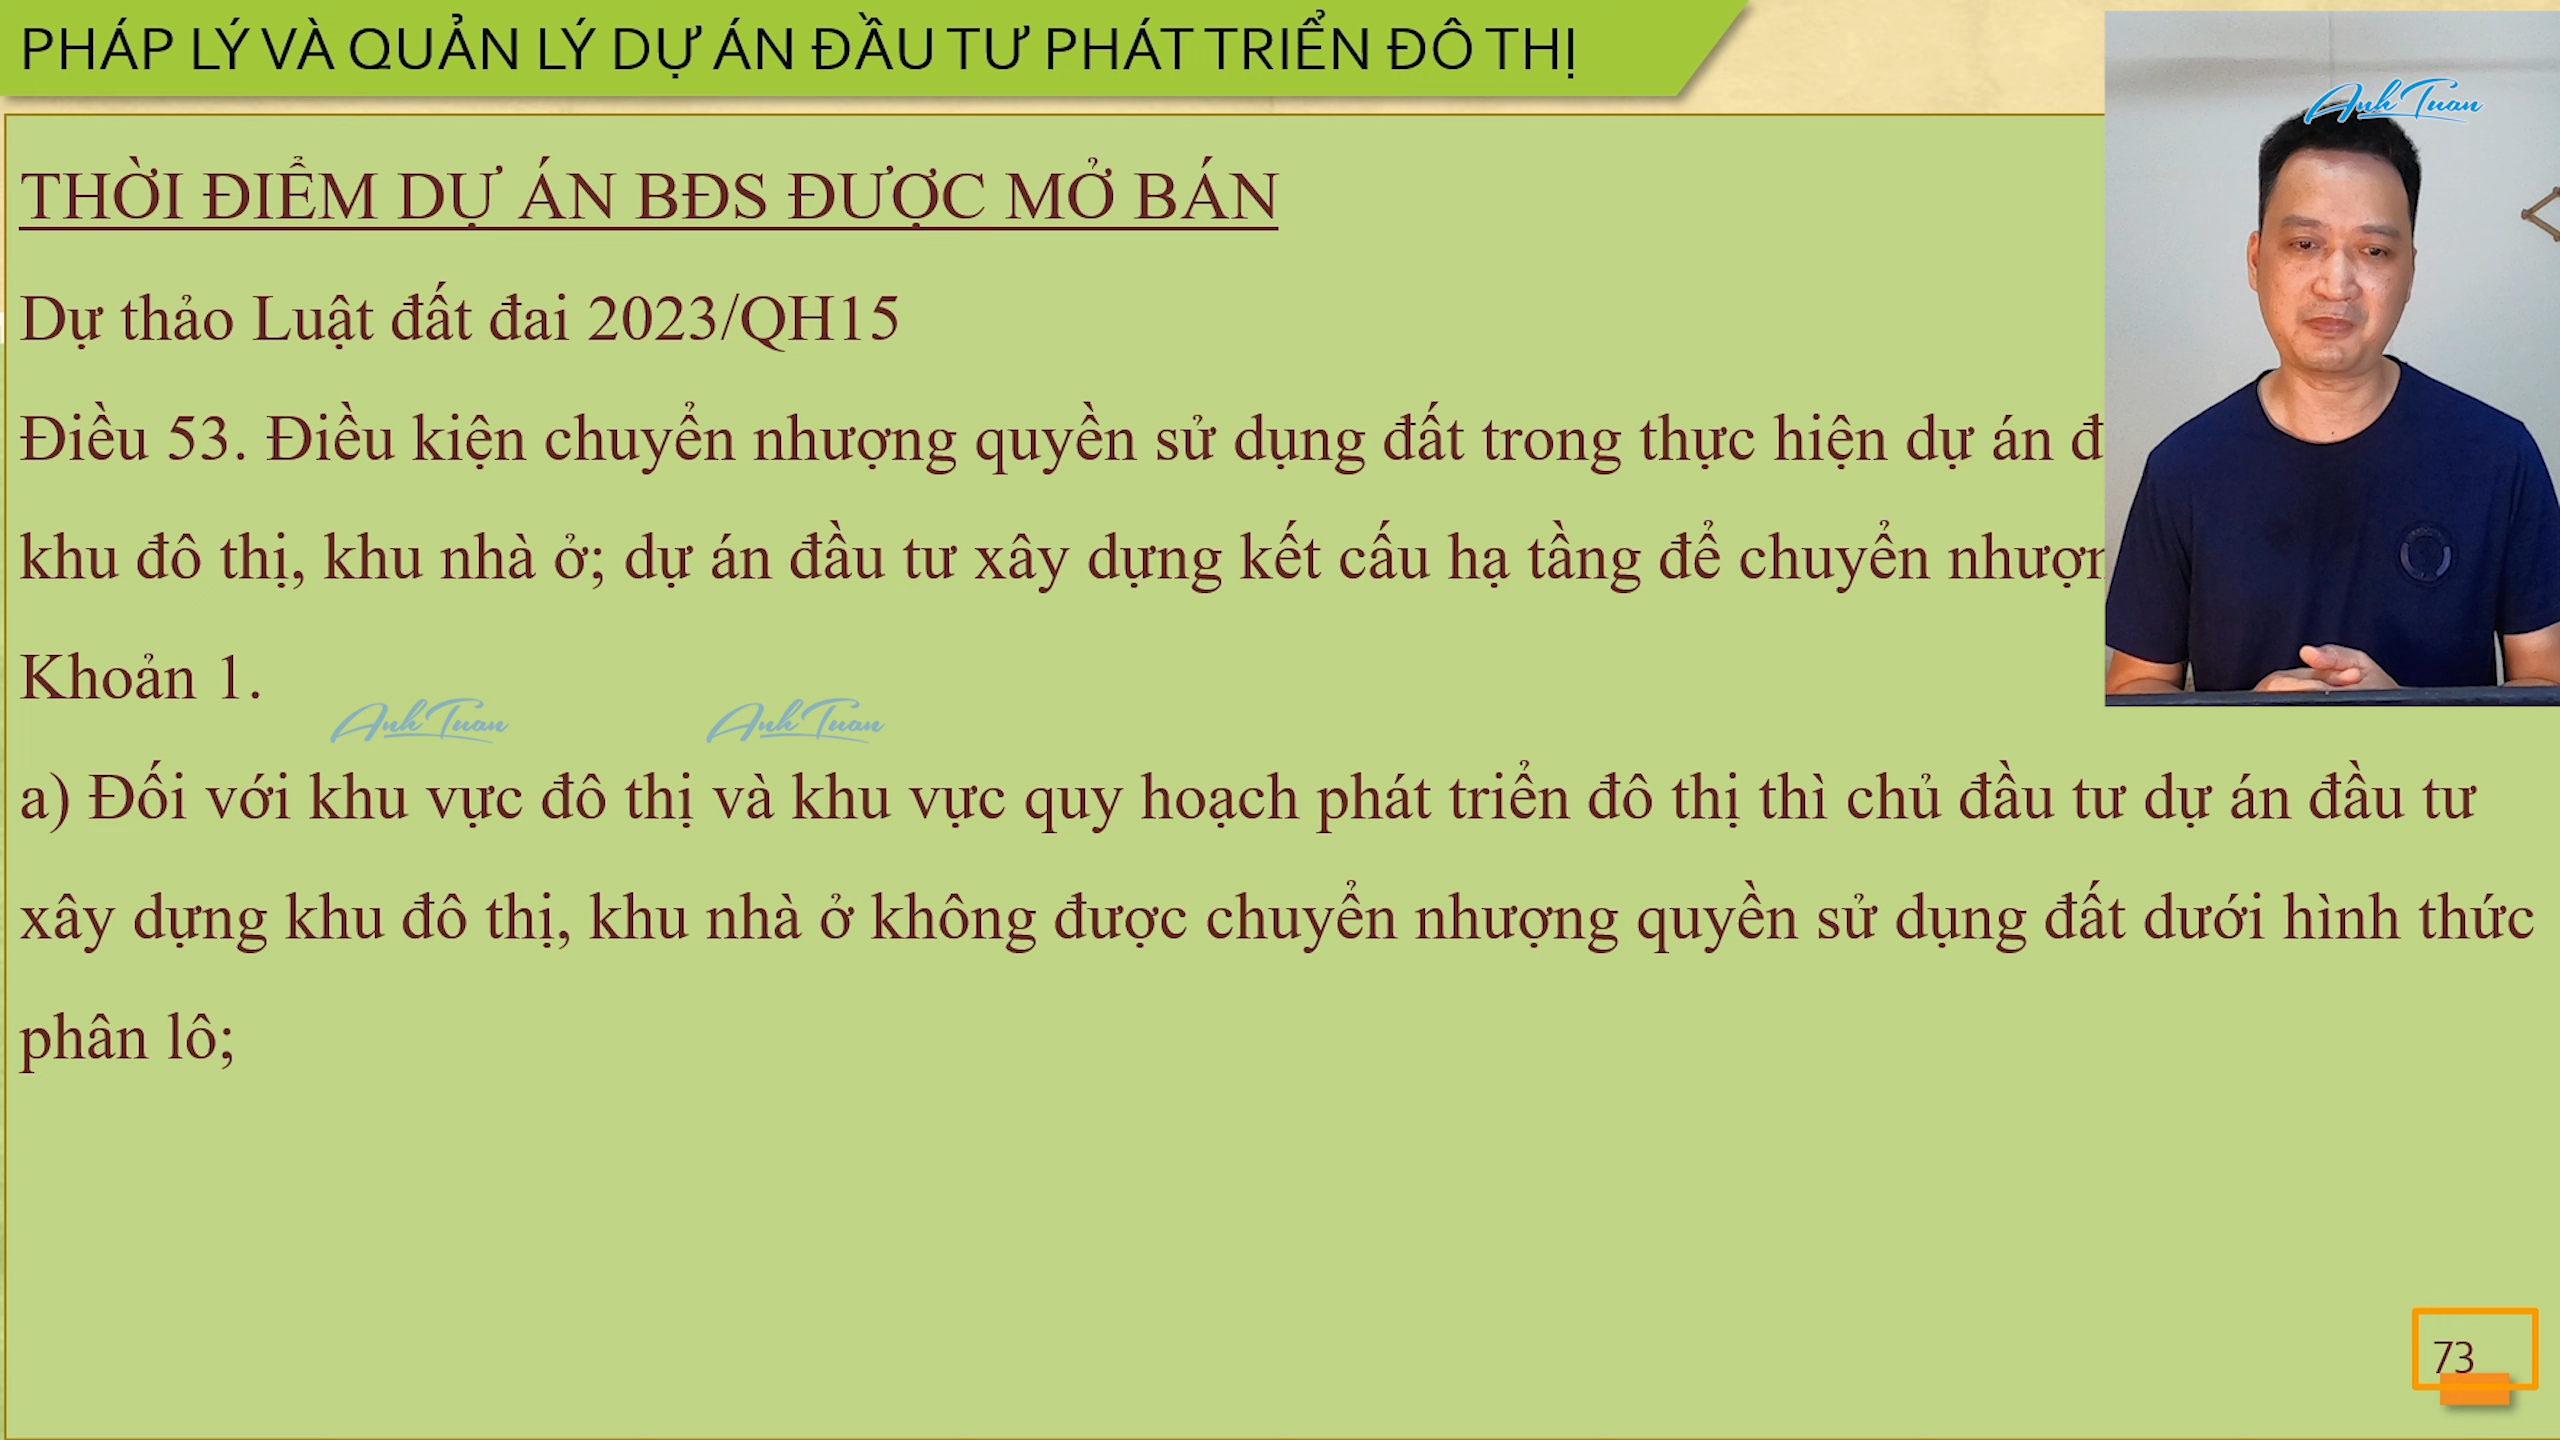 PHÁP LÝ VÀ QUẢN LÝ DỰ ÁN ĐẦU TƯ PHÁT TRIỂN ĐÔ THỊ
Anh Tuan
THỜI ĐIỂM DỰ ÁN BĐS ĐƯỢC MỞ BÁN
Dự thảo Luật đất đai 2023/QH15
Điều 53. Điều kiện chuyển nhượng quyền sử dụng đất trong thực hiện dự án
khu đô thị, khu nhà ở; dự án đầu tư xây dựng kết cấu hạ tầng để chuyển
Khoản 1.
Anh Tuan Anh Tuan
a) Đối với khu vực đô thị và khu vực quy hoạch phát triển đô thị thì chủ đầu tư dự án đầu tư
xây dựng khu đô thị, khu nhà ở không được chuyển nhượng quyền sử dụng đất dưới hình thức
phân lô;
73